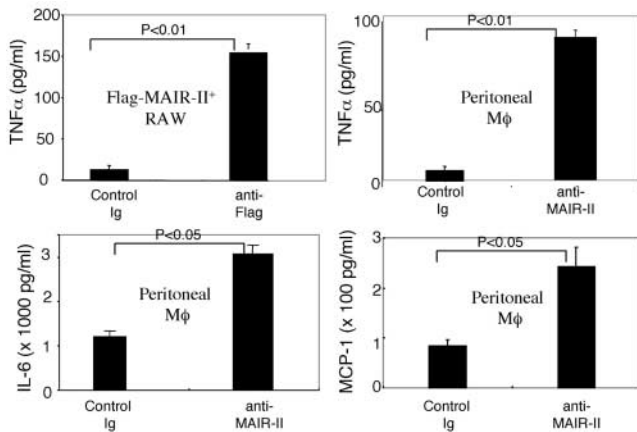 P<0.01
TNFα (pg/ml)
200
150
100
50
0
Flag-MAIR-II⁺
RAW
Control
Ig
anti-
Flag
P<0.01
TNFα (pg/ml)
100
50
0
Peritoneal
Mφ
Control
Ig
anti-
MAIR-II
P<0.05
IL-6 (x 1000 pg/ml)
3
2
1
0
Peritoneal
Mφ
Control
Ig
anti-
MAIR-II
P<0.05
MCP-1 (x 100 pg/ml)
3
2
1
0
Peritoneal
Mφ
Control
Ig
anti-
MAIR-II